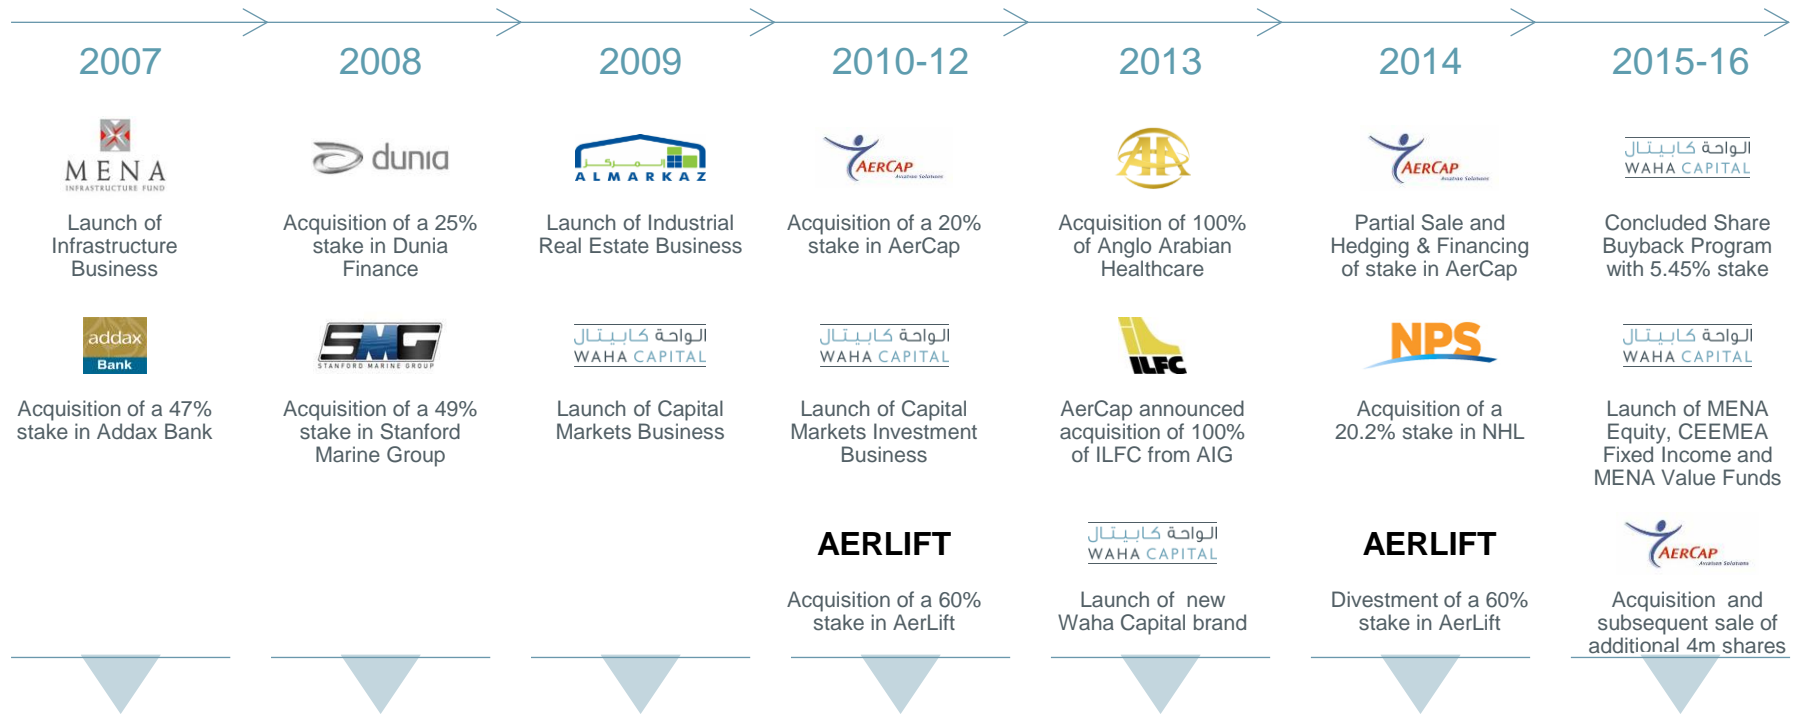 2007
2008
2009
2010-12
2013
2014
2015-16
MENA
INFRASTRUCTURE FUND
Launch of
Infrastructure
Business
addax
Bank
Acquisition of a 47%
stake in Addax Bank
dunia
Acquisition of a 25%
stake in Dunia
Finance
SMG
STANFORD MARINE GROUP
Acquisition of a 49%
stake in Stanford
Marine Group
المركز
ALMARKAZ
Launch of Industrial
Real Estate Business
الواحة كابيتال
WAHA CAPITAL
Launch of Capital
Markets Business
AERCAP
Aviation Solutions
Acquisition of a 20%
stake in AerCap
الواحة كابيتال
WAHA CAPITAL
Launch of Capital
Markets Investment
Business
AERLIFT
Acquisition of a 60%
stake in AerLift
AHA
Acquisition of 100%
of Anglo Arabian
Healthcare
ILFC
AerCap announced
acquisition of 100%
of ILFC from AIG
الواحة كابيتال
WAHA CAPITAL
Launch of new
Waha Capital brand
AERCAP
Aviation Solutions
Partial Sale and
Hedging & Financing
of stake in AerCap
NPS
Acquisition of a
20.2% stake in NHL
AERLIFT
Divestment of a 60%
stake in AerLift
الواحة كابيتال
WAHA CAPITAL
Concluded Share
Buyback Program
with 5.45% stake
الواحة كابيتال
WAHA CAPITAL
Launch of MENA
Equity, CEEMEA
Fixed Income and
MENA Value Funds
AERCAP
Aviation Solutions
Acquisition and
subsequent sale of
additional 4m shares